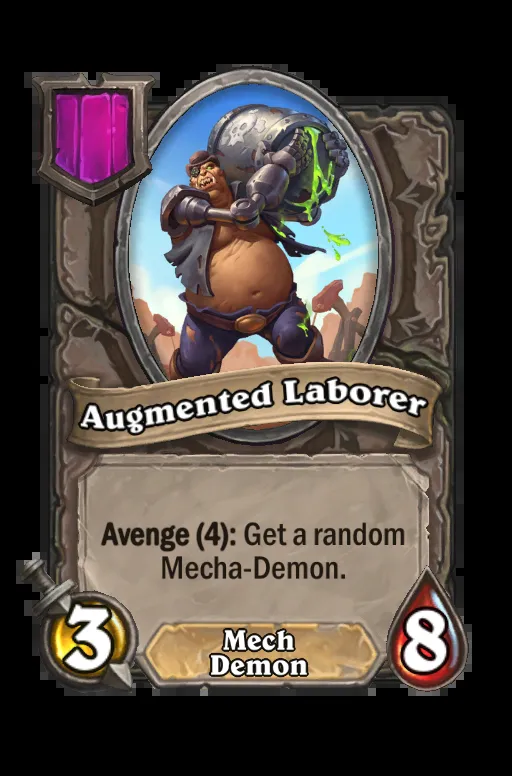 Augmented Laborer
Avenge (4): Get a random
Mecha-Demon.
3
Mech
Demon
8